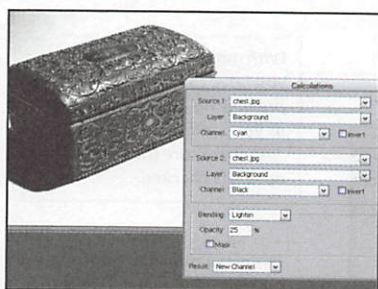 Calculations
Source 1: chest.jpg
Layer: Background
Channel: Cyan Invert
Source 2: chest.jpg
Layer: Background
Channel: Black Invert
Blending: Lighten
Opacity: 25 %
Mask...
Result: New Channel